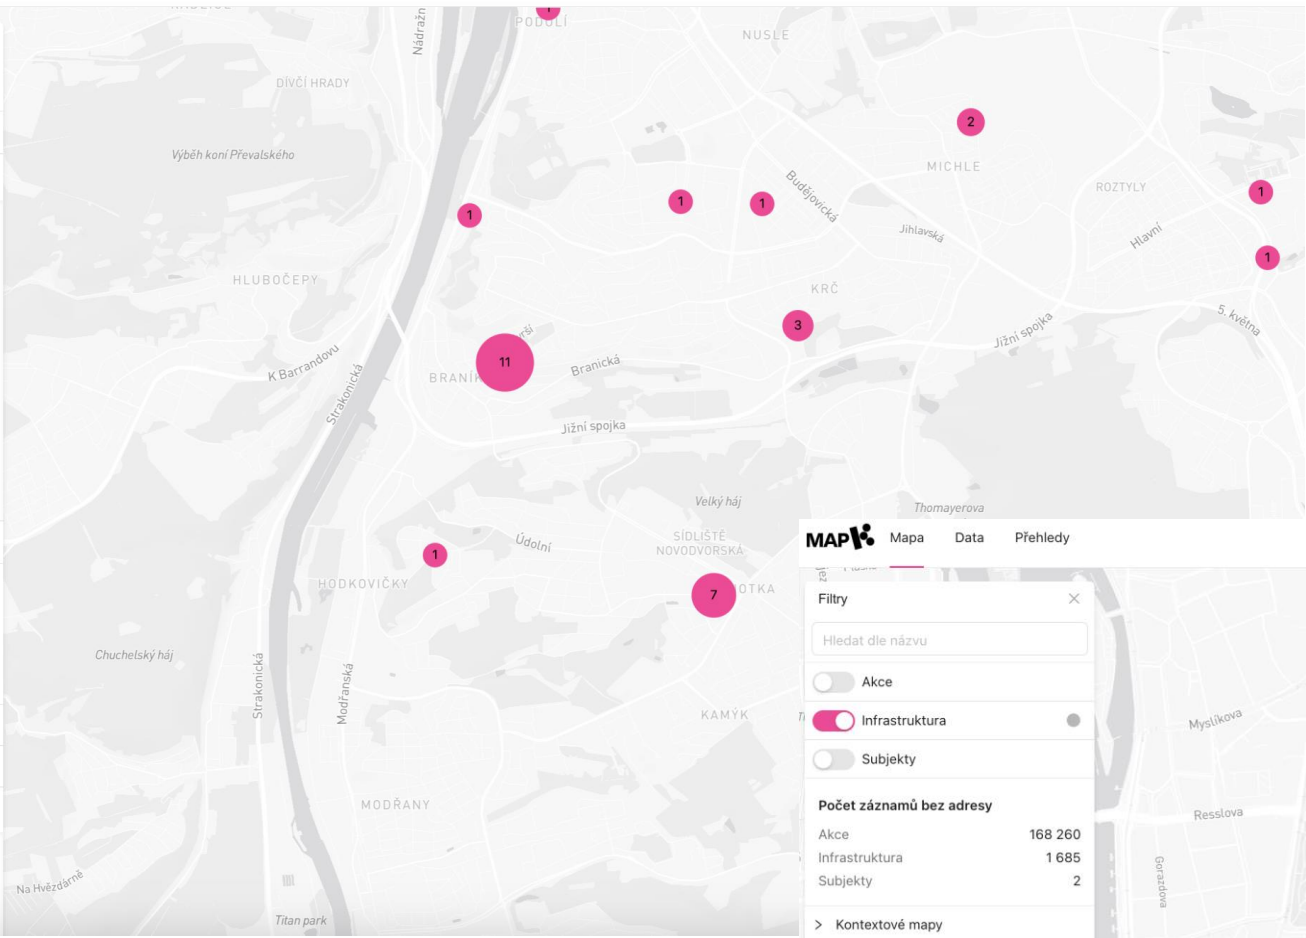 Nádražn
1
PODOLÍ
NUSLE
DÍVČÍ HRADY
2
Výběh koní Převalského
MICHLE
Budějovická
ROZTYLY
1
1
1
1
Jihlavská
Hlavní
1
HLUBOČEPY
KRČ
5. května
3
Jižní spojka
11
K Barrandovu
Branická
BRANÍK
Strakonická
Jižní spojka
Velký háj
Thomayerova
SÍDLIŠTĚ
NOVODVORSKÁ
Údolní
1
HODKOVIČKY
7
OTKA
Chuchelský háj
Strakonická
Modřanská
KAMÝK
MODŘANY
Na Hvězdárně
Titan park
MAPK
Mapa
Data
Přehledy
Filtry
Hledat dle názvu
Akce
Infrastruktura
Subjekty
Počet záznamů bez adresy
Akce 168 260
Infrastruktura 1 685
Subjekty 2
Kontextové mapy
Myslíkova
Resslova
Gorazdova